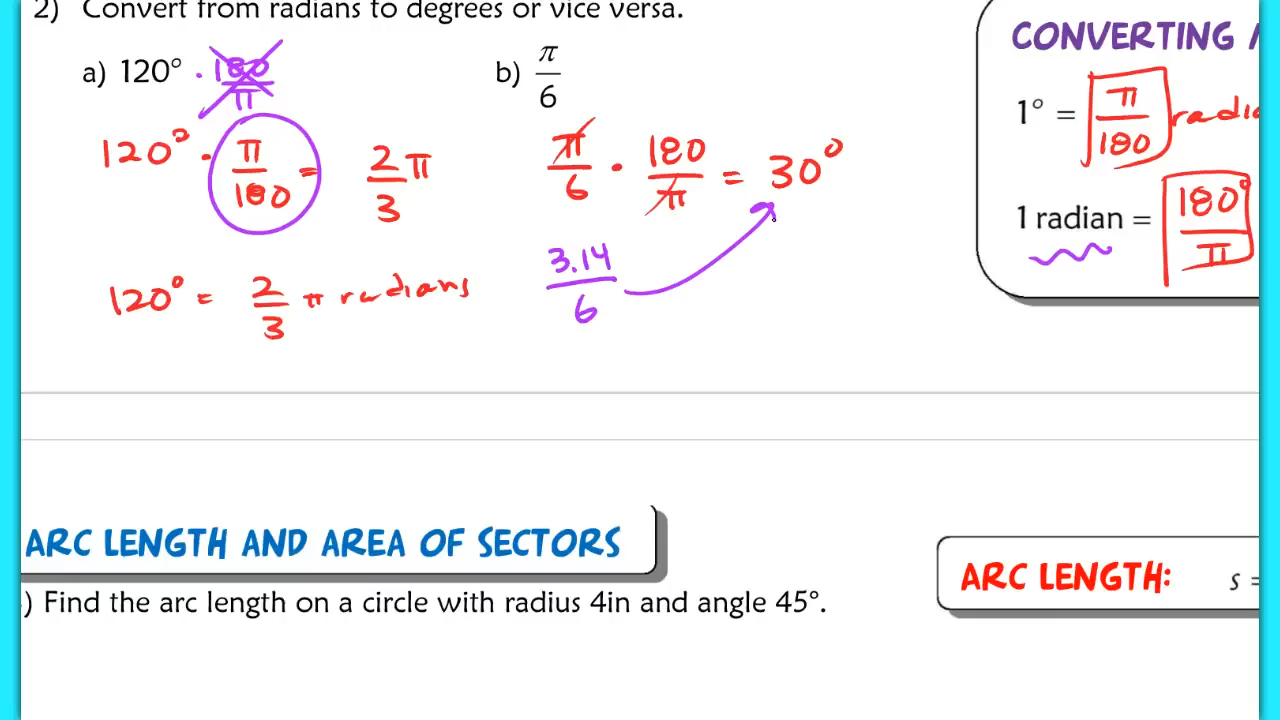 2) Convert from radians to degrees or vice versa.
a) 120° · 180/π
120° · π/180 = 2/3 π
120° = 2/3 π radians
b) π/6
π/6 · 180/π = 30°
3.14/6
CONVERTING
1° = π/180 radia
1 radian = 180°/π
ARC LENGTH AND AREA OF SECTORS
) Find the arc length on a circle with radius 4in and angle 45°.
ARC LENGTH: s =